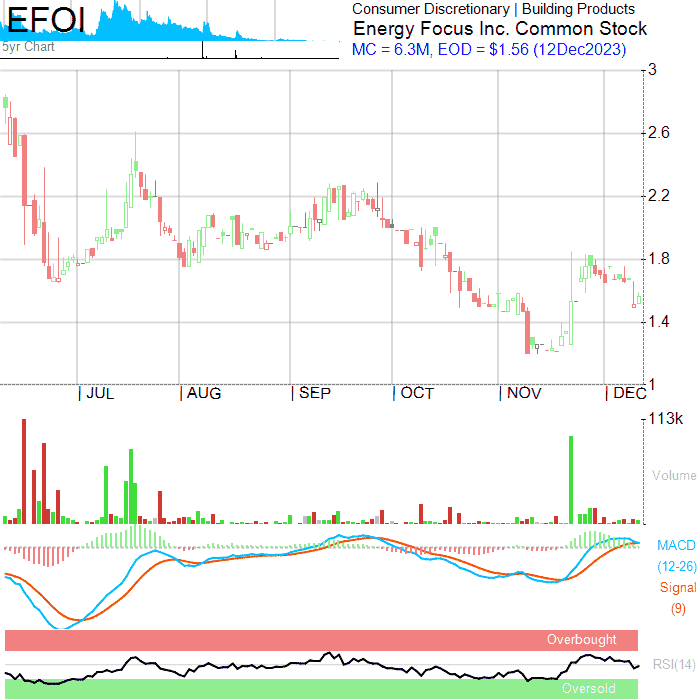 EFOI
5yr Chart
Consumer Discretionary | Building Products
Energy Focus Inc. Common Stock
MC = 6.3M, EOD = $1.56 (12Dec2023)
3
2.6
2.2
1.8
1.4
1
| JUL | AUG | SEP | OCT | NOV | DEC
113k
Volume
MACD
(12-26)
Signal
(9)
Overbought
RSI(14)
Oversold